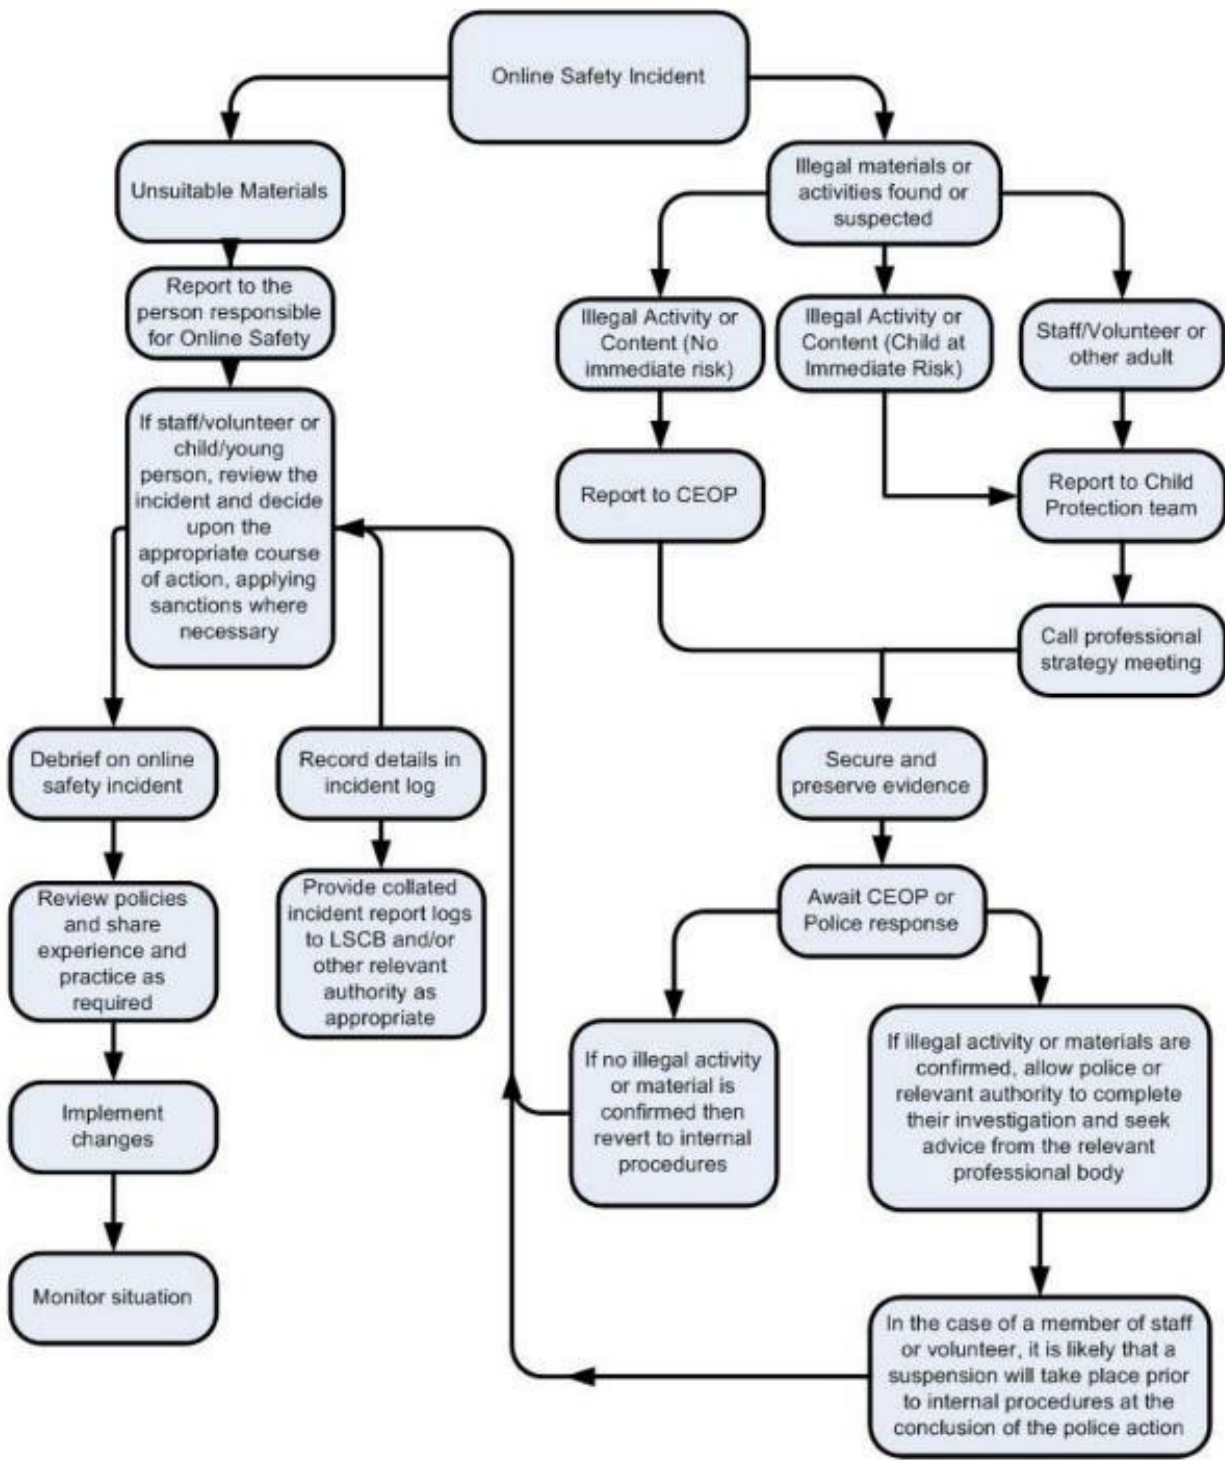 Online Safety Incident
Unsuitable Materials
Illegal materials or
activities found or
suspected
Report to the
person responsible
for Online Safety
Illegal Activity or
Content (No
immediate risk)
Illegal Activity or
Content (Child at
Immediate Risk)
Staff/Volunteer or
other adult
If staff/volunteer or
child/young
person, review the
incident and decide
upon the
appropriate course
of action, applying
sanctions where
necessary
Report to CEOP
Report to Child
Protection team
Call professional
strategy meeting
Debrief on online
safety incident
Record details in
incident log
Secure and
preserve evidence
Review policies
and share
experience and
practice as
required
Provide collated
incident report logs
to LSCB and/or
other relevant
authority as
appropriate
Await CEOP or
Police response
If no illegal activity
or material is
confirmed then
revert to internal
procedures
If illegal activity or materials are
confirmed, allow police or
relevant authority to complete
their investigation and seek
advice from the relevant
professional body
Implement
changes
Monitor situation
In the case of a member of staff
or volunteer, it is likely that a
suspension will take place prior
to internal procedures at the
conclusion of the police action